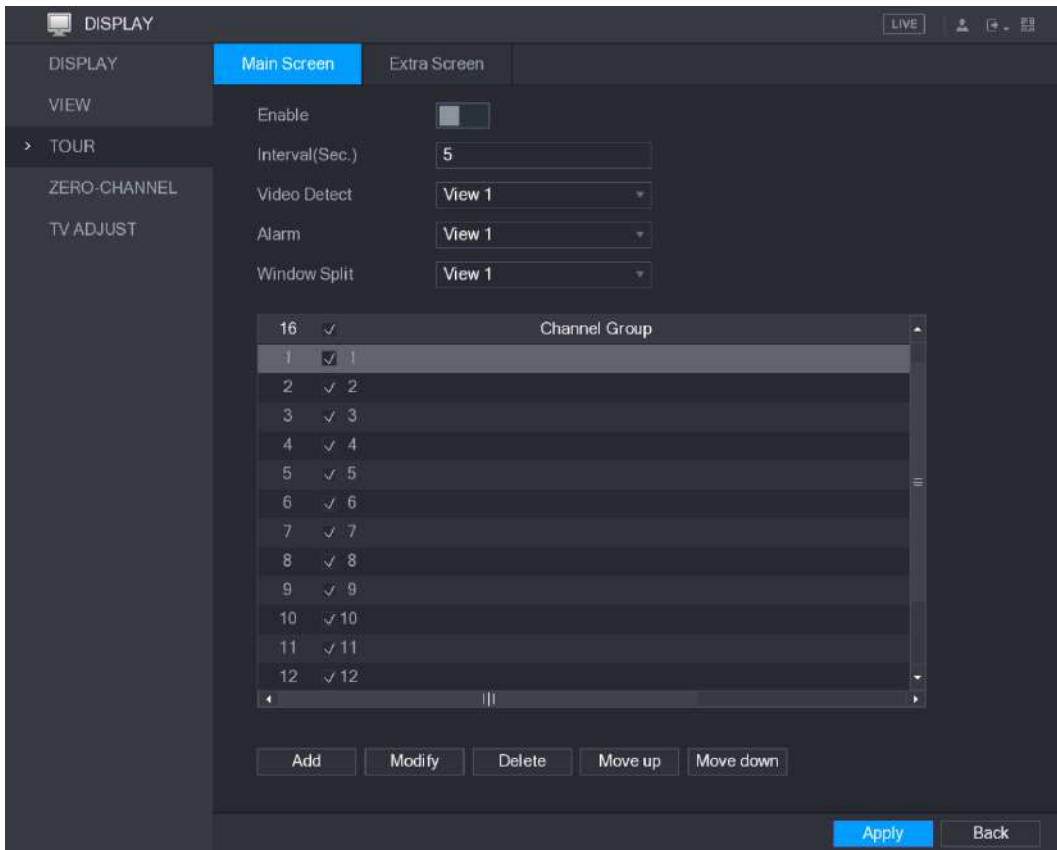 DISPLAY LIVE
DISPLAY
VIEW
TOUR
ZERO-CHANNEL
TV ADJUST
Main Screen Extra Screen
Enable
Interval(Sec.) 5
Video Detect View 1
Alarm View 1
Window Split View 1
16 Channel Group
1 1
2 2
3 3
4 4
5 5
6 6
7 7
8 8
9 9
10 10
11 11
12 12
Add Modify Delete Move up Move down
Apply Back